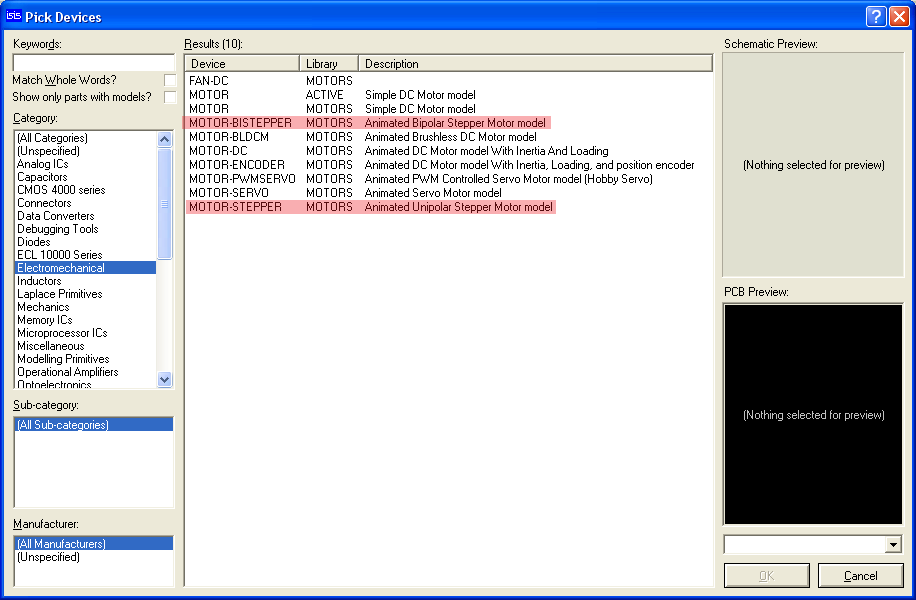 isis Pick Devices
Keywords:
Match Whole Words?
Show only parts with models?
Category:
(All Categories)
(Unspecified)
Analog ICs
Capacitors
CMOS 4000 series
Connectors
Data Converters
Debugging Tools
Diodes
ECL 10000 Series
Electromechanical
Inductors
Laplace Primitives
Mechanics
Memory ICs
Microprocessor ICs
Miscellaneous
Modelling Primitives
Operational Amplifiers
Optoelectronics
Sub-category:
(All Sub-categories)
Manufacturer:
(All Manufacturers)
(Unspecified)
Results (10):
Device Library Description
FAN-DC MOTORS
MOTOR ACTIVE Simple DC Motor model
MOTOR MOTORS Simple DC Motor model
MOTOR-BISTEPPER MOTORS Animated Bipolar Stepper Motor model
MOTOR-BLDCM MOTORS Animated Brushless DC Motor model
MOTOR-DC MOTORS Animated DC Motor model With Inertia And Loading
MOTOR-ENCODER MOTORS Animated DC Motor model With Inertia, Loading, and position encoder
MOTOR-PWMSERVO MOTORS Animated PWM Controlled Servo Motor model (Hobby Servo)
MOTOR-SERVO MOTORS Animated Servo Motor model
MOTOR-STEPPER MOTORS Animated Unipolar Stepper Motor model
Schematic Preview:
(Nothing selected for preview)
PCB Preview:
(Nothing selected for preview)
OK Cancel